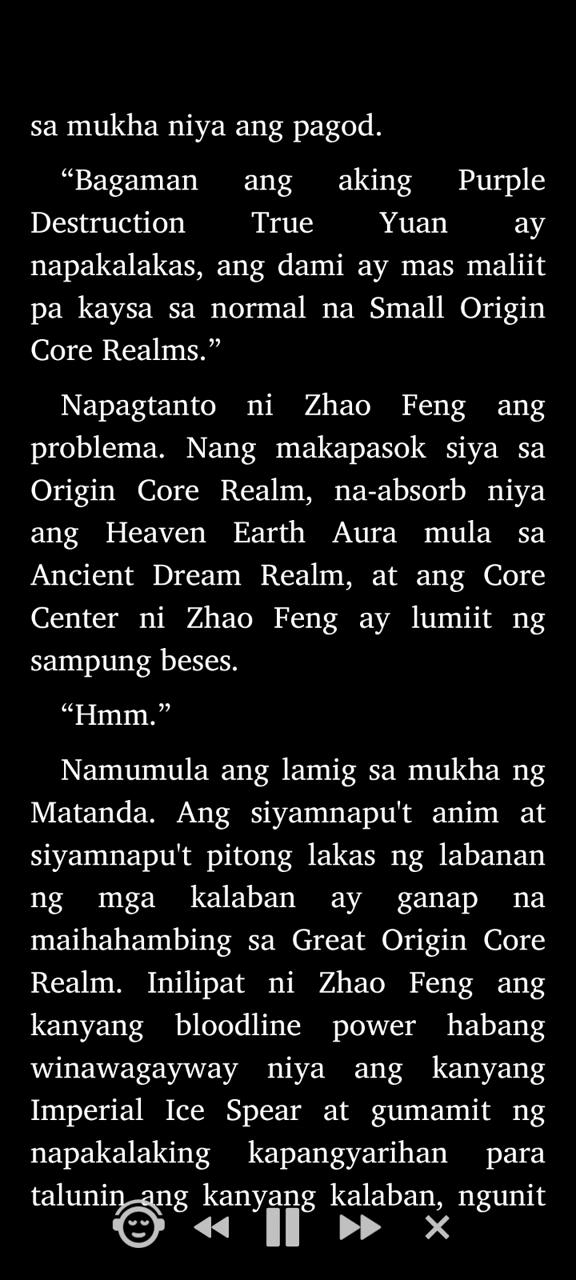 sa mukha niya ang pagod.
“Bagaman ang aking Purple
Destruction True Yuan ay
napakalakas, ang dami ay mas maliit
pa kaysa sa normal na Small Origin
Core Realms.”
Napagtanto ni Zhao Feng ang
problema. Nang makapasok siya sa
Origin Core Realm, na-absorb niya
ang Heaven Earth Aura mula sa
Ancient Dream Realm, at ang Core
Center ni Zhao Feng ay lumiit ng
sampung beses.
“Hmm.”
Namumula ang lamig sa mukha ng
Matanda. Ang siyamnapu't anim at
siyamnapu't pitong lakas ng labanan
ng mga kalaban ay ganap na
maihahambing sa Great Origin Core
Realm. Inilipat ni Zhao Feng ang
kanyang bloodline power habang
winawagayway niya ang kanyang
Imperial Ice Spear at gumamit ng
napakalaking kapangyarihan para
talunin ang kanyang kalaban, ngunit